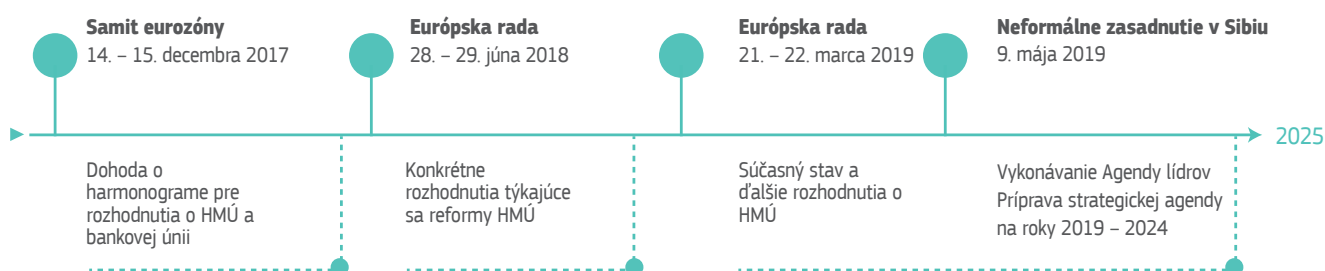 Samit eurozóny
14. – 15. decembra 2017
Európska rada
28. – 29. júna 2018
Európska rada
21. – 22. marca 2019
Neformálne zasadnutie v Sibiu
9. mája 2019
2025
Dohoda o
harmonograme pre
rozhodnutia o HMÚ a
bankovej únii
Konkrétne
rozhodnutia týkajúce
sa reformy HMÚ
Súčasný stav a
ďalšie rozhodnutia o
HMÚ
Vykonávanie Agendy lídrov
Príprava strategickej agendy
na roky 2019 – 2024